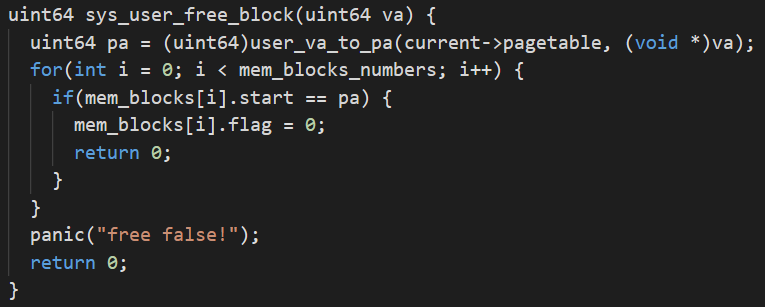 uint64 sys_user_free_block(uint64 va) {
  uint64 pa = (uint64)user_va_to_pa(current->pagetable, (void *)va);
  for(int i = 0; i < mem_blocks_numbers; i++) {
    if(mem_blocks[i].start == pa) {
      mem_blocks[i].flag = 0;
      return 0;
    }
  }
  panic("free false!");
  return 0;
}